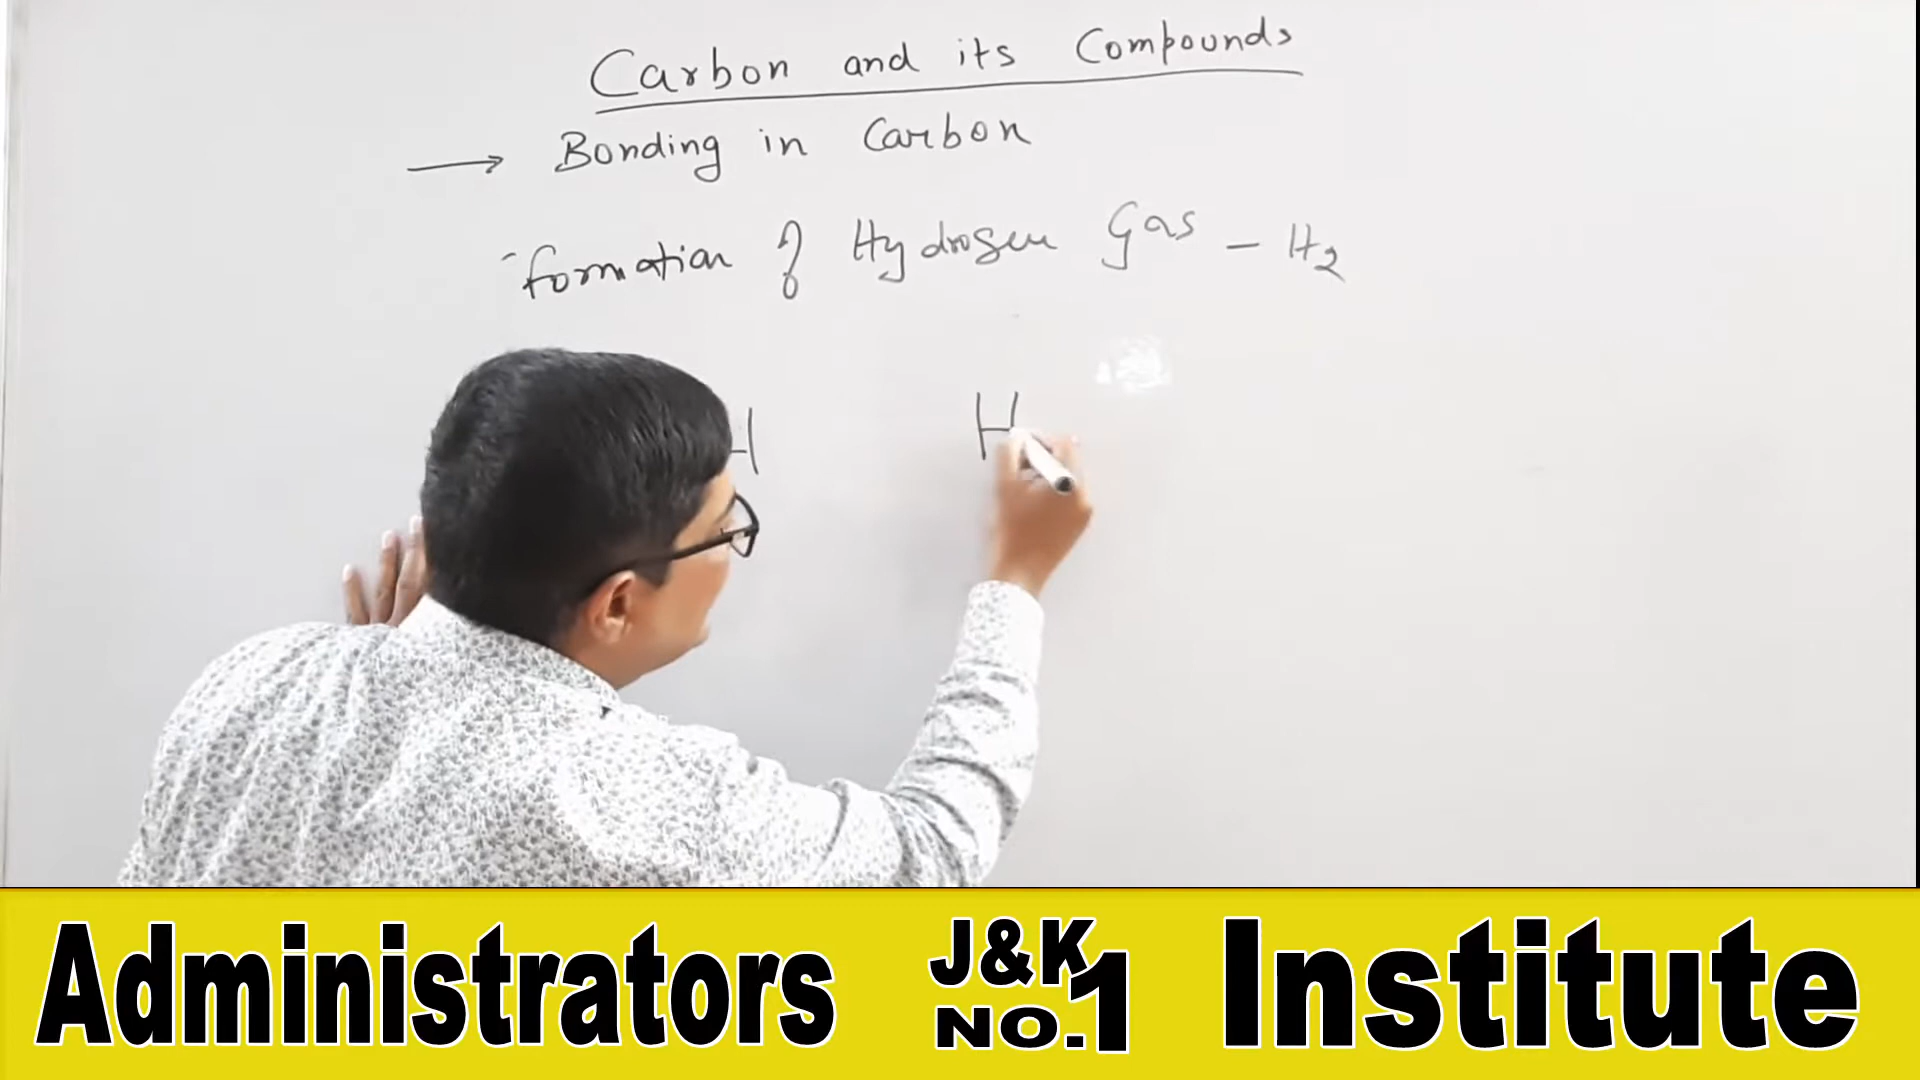 Carbon and its Compounds
→ Bonding in Carbon
- formation of Hydrogen Gas - H2
H H
Administrators J&K NO.1 Institute